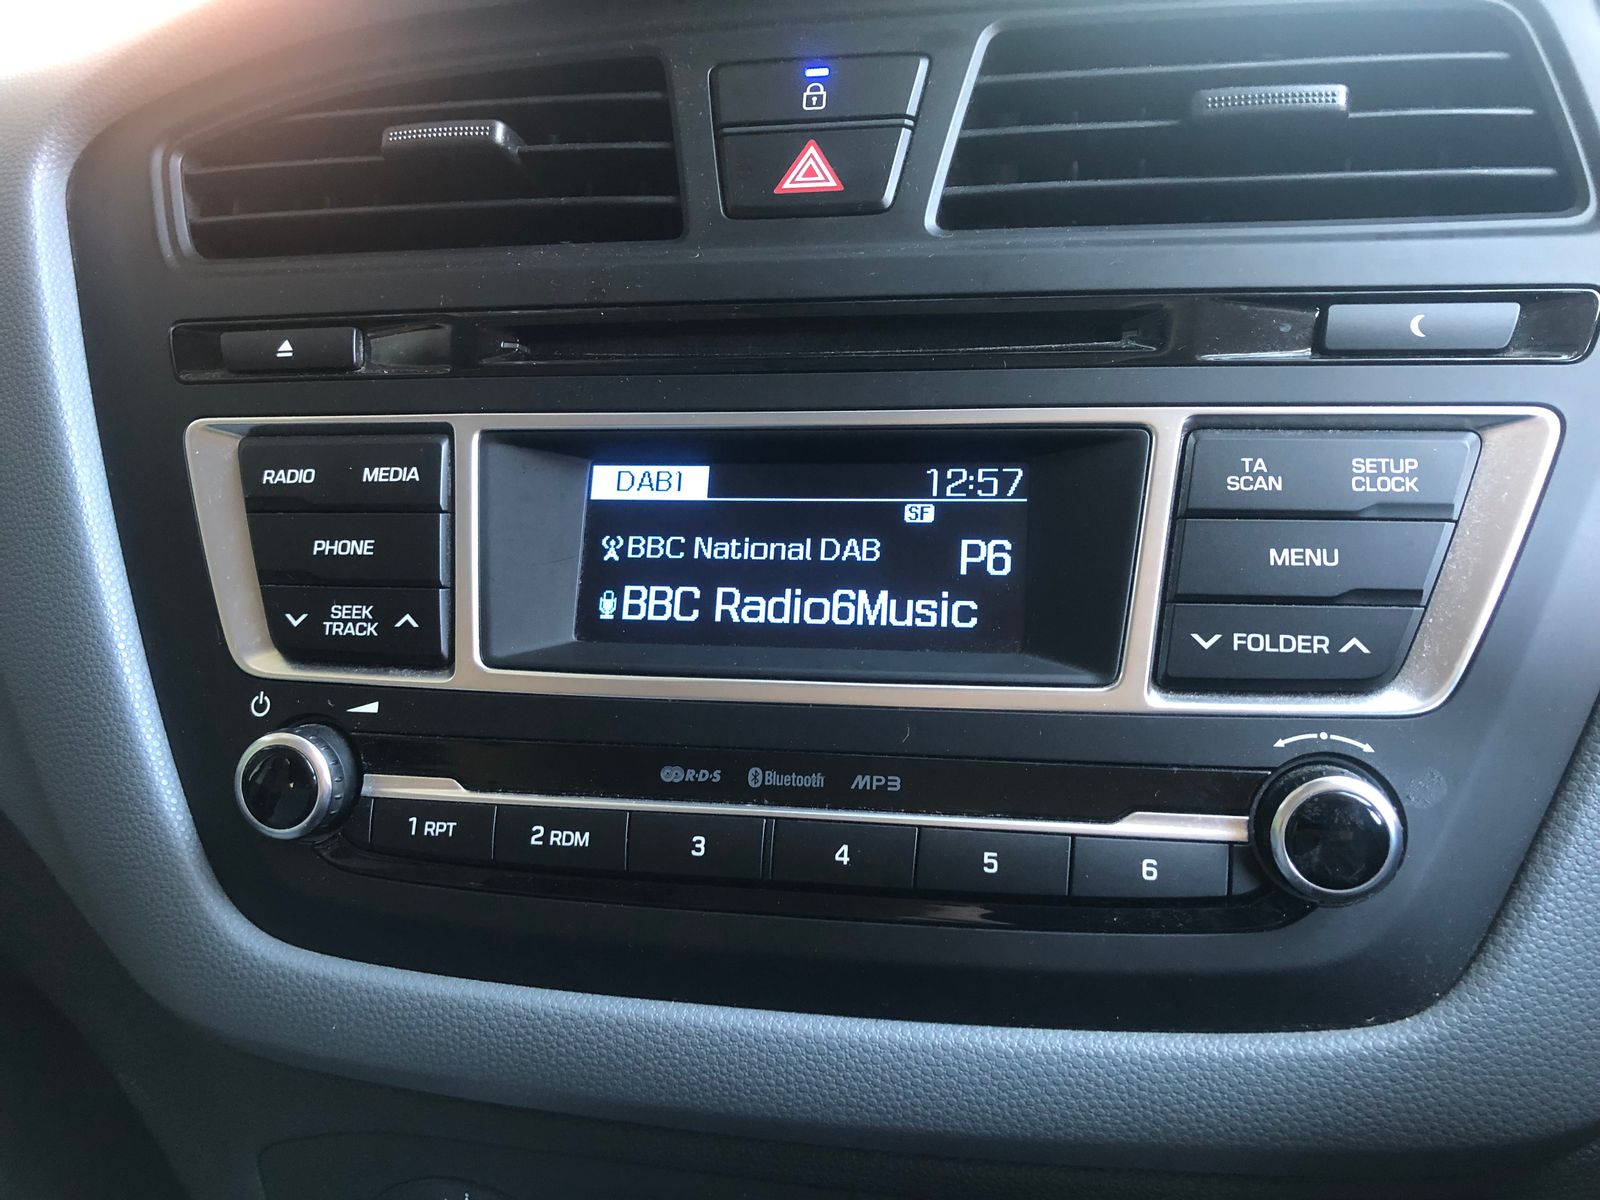 RADIO MEDIA
PHONE
SEEK
TRACK
DAB1 12:57
SF
BBC National DAB P6
BBC Radio6Music
TA
SCAN
SETUP
CLOCK
MENU
FOLDER
R·D·S Bluetooth MP3
1 RPT 2 RDM 3 4 5 6